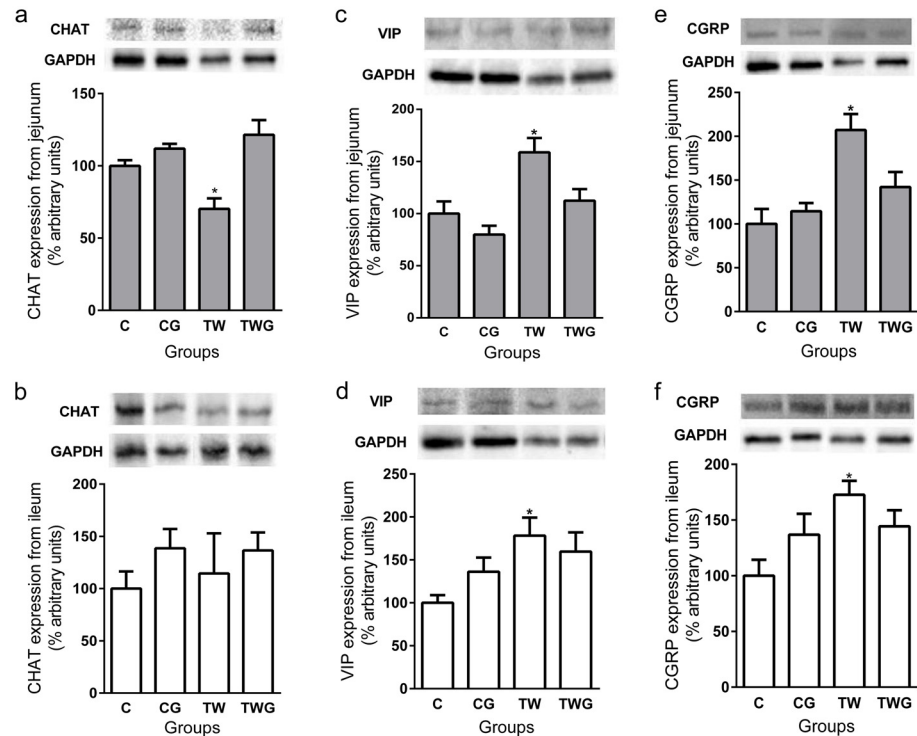 a
CHAT
GAPDH
CHAT expression from jejunum
(% arbitrary units)
150
100
50
0
*
C CG TW TWG
Groups
c
VIP
GAPDH
VIP expression from jejunum
(% arbitrary units)
200
150
100
50
0
*
C CG TW TWG
Groups
e
CGRP
GAPDH
CGRP expression from jejunum
(% arbitrary units)
250
200
150
100
50
0
*
C CG TW TWG
Groups
b
CHAT
GAPDH
CHAT expression from ileum
(% arbitrary units)
200
150
100
50
0
C CG TW TWG
Groups
d
VIP
GAPDH
VIP expression from ileum
(% arbitrary units)
250
200
150
100
50
0
*
C CG TW TWG
Groups
f
CGRP
GAPDH
CGRP expression from ileum
(% arbitrary units)
200
150
100
50
0
*
C CG TW TWG
Groups